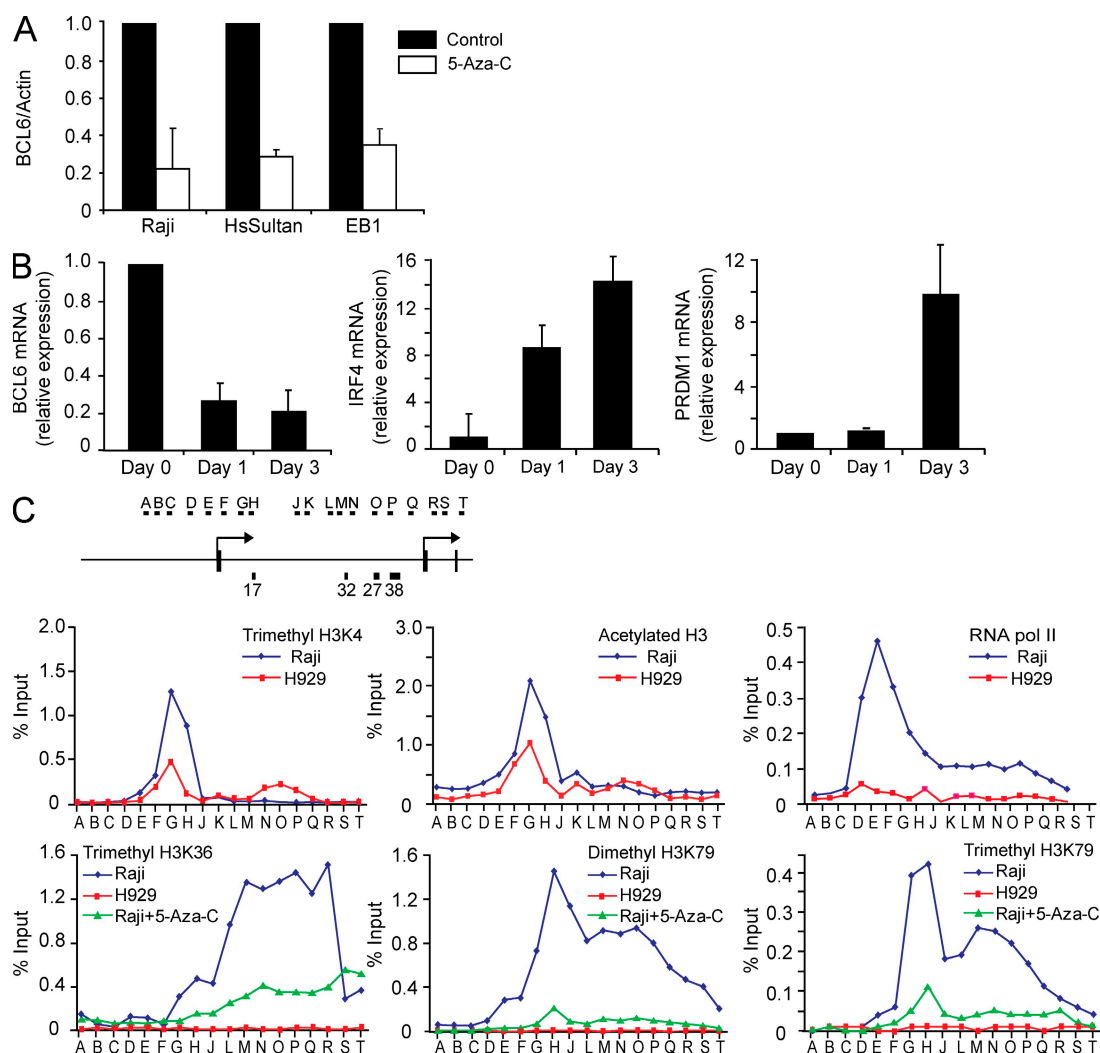 A
BCL6/Actin
1.0
0.8
0.6
0.4
0.2
0
Raji
HsSultan
EB1
Control
5-Aza-C
B
BCL6 mRNA
(relative expression)
1.0
0.8
0.6
0.4
0.2
0
Day 0 Day 1 Day 3
IRF4 mRNA
(relative expression)
16
12
8
4
0
Day 0 Day 1 Day 3
PRDM1 mRNA
(relative expression)
12
8
4
0
Day 0 Day 1 Day 3
C
A B C D E F G H J K L M N O P Q R S T
17 32 27 38
Trimethyl H3K4
Raji
H929
% Input
2.0
1.5
1.0
0.5
0
A B C D E F G H J K L M N O P Q R S T
Acetylated H3
Raji
H929
% Input
3.0
2.0
1.0
0
A B C D E F G H J K L M N O P Q R S T
RNA pol II
Raji
H929
% Input
0.5
0.4
0.3
0.2
0.1
0
A B C D E F G H J K L M N O P Q R S T
Trimethyl H3K36
Raji
H929
Raji+5-Aza-C
% Input
1.6
1.2
0.8
0.4
0
A B C D E F G H J K L M N O P Q R S T
Dimethyl H3K79
Raji
H929
Raji+5-Aza-C
% Input
1.6
1.2
0.8
0.4
0
A B C D E F G H J K L M N O P Q R S T
Trimethyl H3K79
Raji
H929
Raji+5-Aza-C
% Input
0.4
0.3
0.2
0.1
0
A B C D E F G H J K L M N O P Q R S T